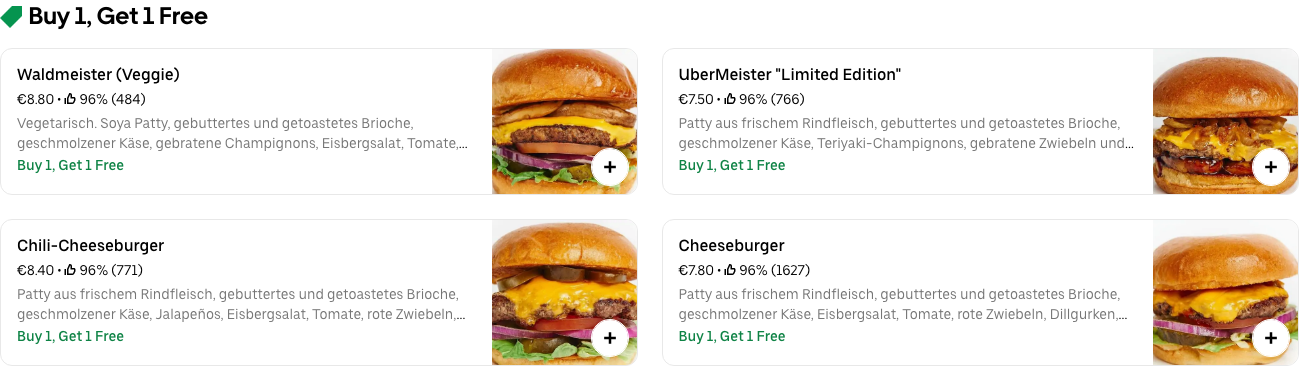 Buy 1, Get 1 Free
Waldmeister (Veggie)
€8.80 • 96% (484)
Vegetarisch. Soya Patty, gebuttertes und getoastetes Brioche,
geschmolzener Käse, gebratene Champignons, Eisbergsalat, Tomate,...
Buy 1, Get 1 Free
UberMeister "Limited Edition"
€7.50 • 96% (766)
Patty aus frischem Rindfleisch, gebuttertes und getoastetes Brioche,
geschmolzener Käse, Teriyaki-Champignons, gebratene Zwiebeln und...
Buy 1, Get 1 Free
Chili-Cheeseburger
€8.40 • 96% (771)
Patty aus frischem Rindfleisch, gebuttertes und getoastetes Brioche,
geschmolzener Käse, Jalapeños, Eisbergsalat, Tomate, rote Zwiebeln,...
Buy 1, Get 1 Free
Cheeseburger
€7.80 • 96% (1627)
Patty aus frischem Rindfleisch, gebuttertes und getoastetes Brioche,
geschmolzener Käse, Eisbergsalat, Tomate, rote Zwiebeln, Dillgurken,...
Buy 1, Get 1 Free